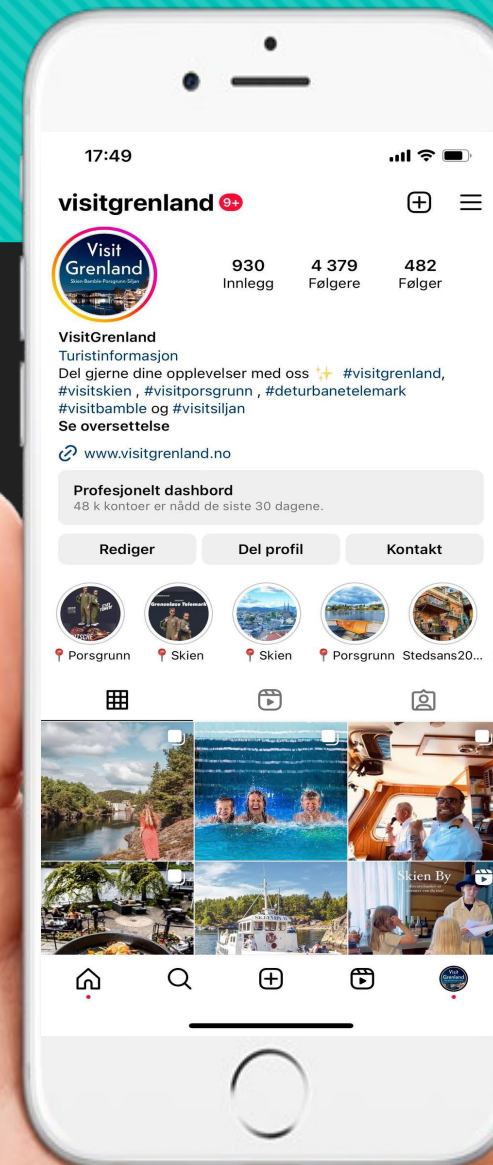 17:49
visitgrenland 9+
Visit
Grenland
Skien-Bamble-Porsgrunn-Siljan
930 4 379 482
Innlegg Følgere Følger
VisitGrenland
Turistinformasjon
Del gjerne dine opplevelser med oss ✨ #visitgrenland,
#visitskien , #visitporsgrunn , #deturbanetelemark
#visitbamble og #visitsiljan
Se oversettelse
www.visitgrenland.no
Profesjonelt dashbord
48 k kontoer er nådd de siste 30 dagene.
Rediger Del profil Kontakt
Grenseløse Telemark
📍 Porsgrunn 📍 Skien 📍 Skien 📍 Porsgrunn Stedsans20...
Skien By
Visit
Grenland